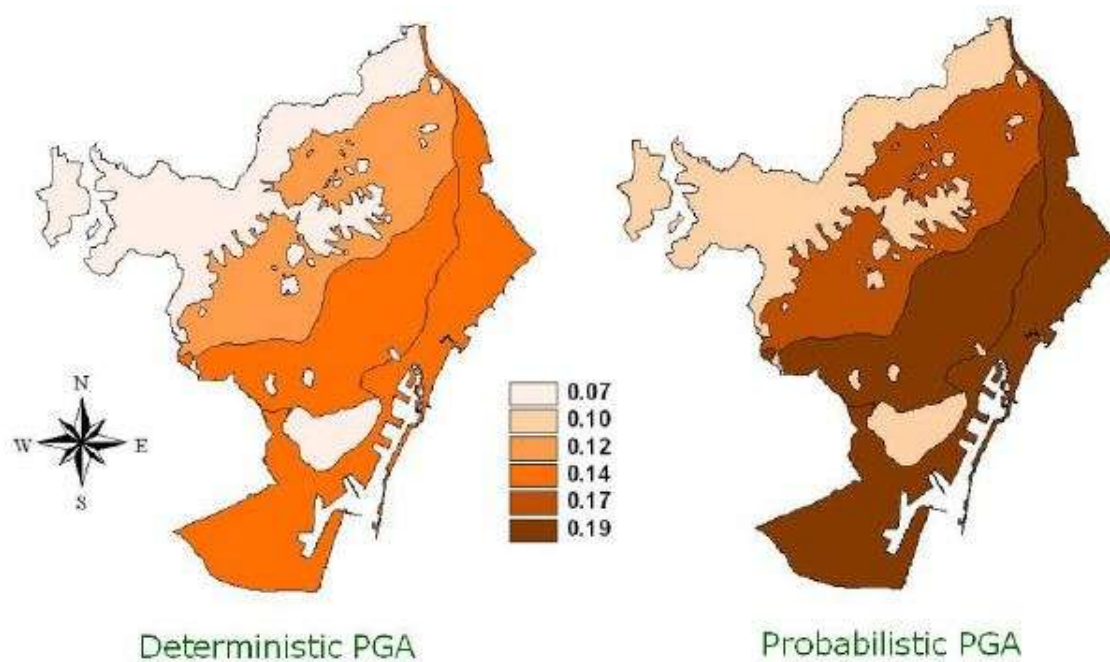 N
W E
S
0.07
0.10
0.12
0.14
0.17
0.19
Deterministic PGA
Probabilistic PGA